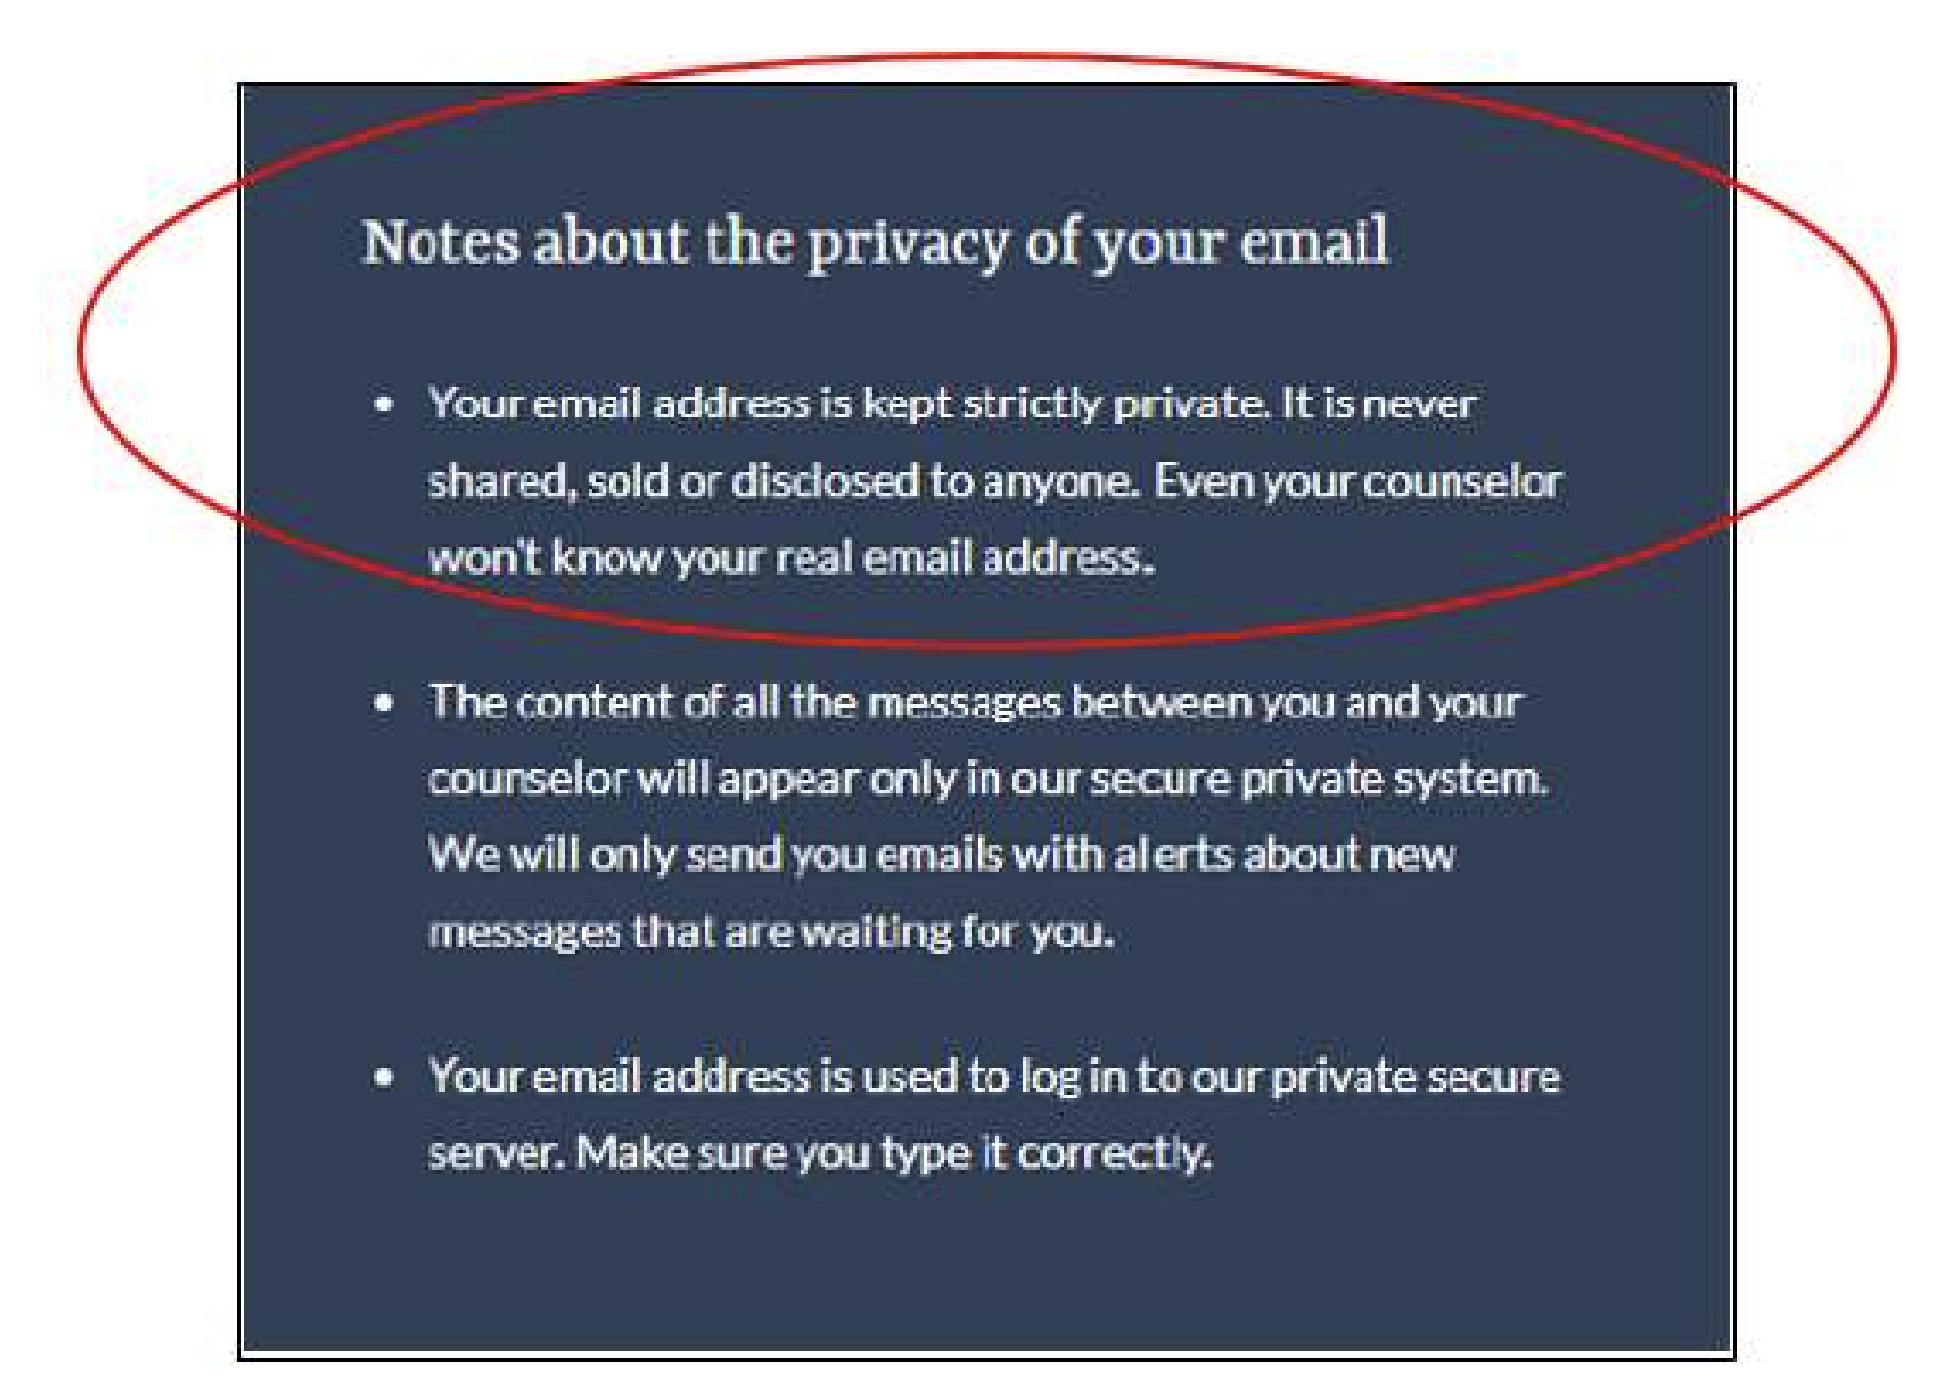 Notes about the privacy of your email
• Your email address is kept strictly private. It is never
shared, sold or disclosed to anyone. Even your counselor
won't know your real email address.
• The content of all the messages between you and your
counselor will appear only in our secure private system.
We will only send you emails with alerts about new
messages that are waiting for you.
• Your email address is used to log in to our private secure
server. Make sure you type it correctly.